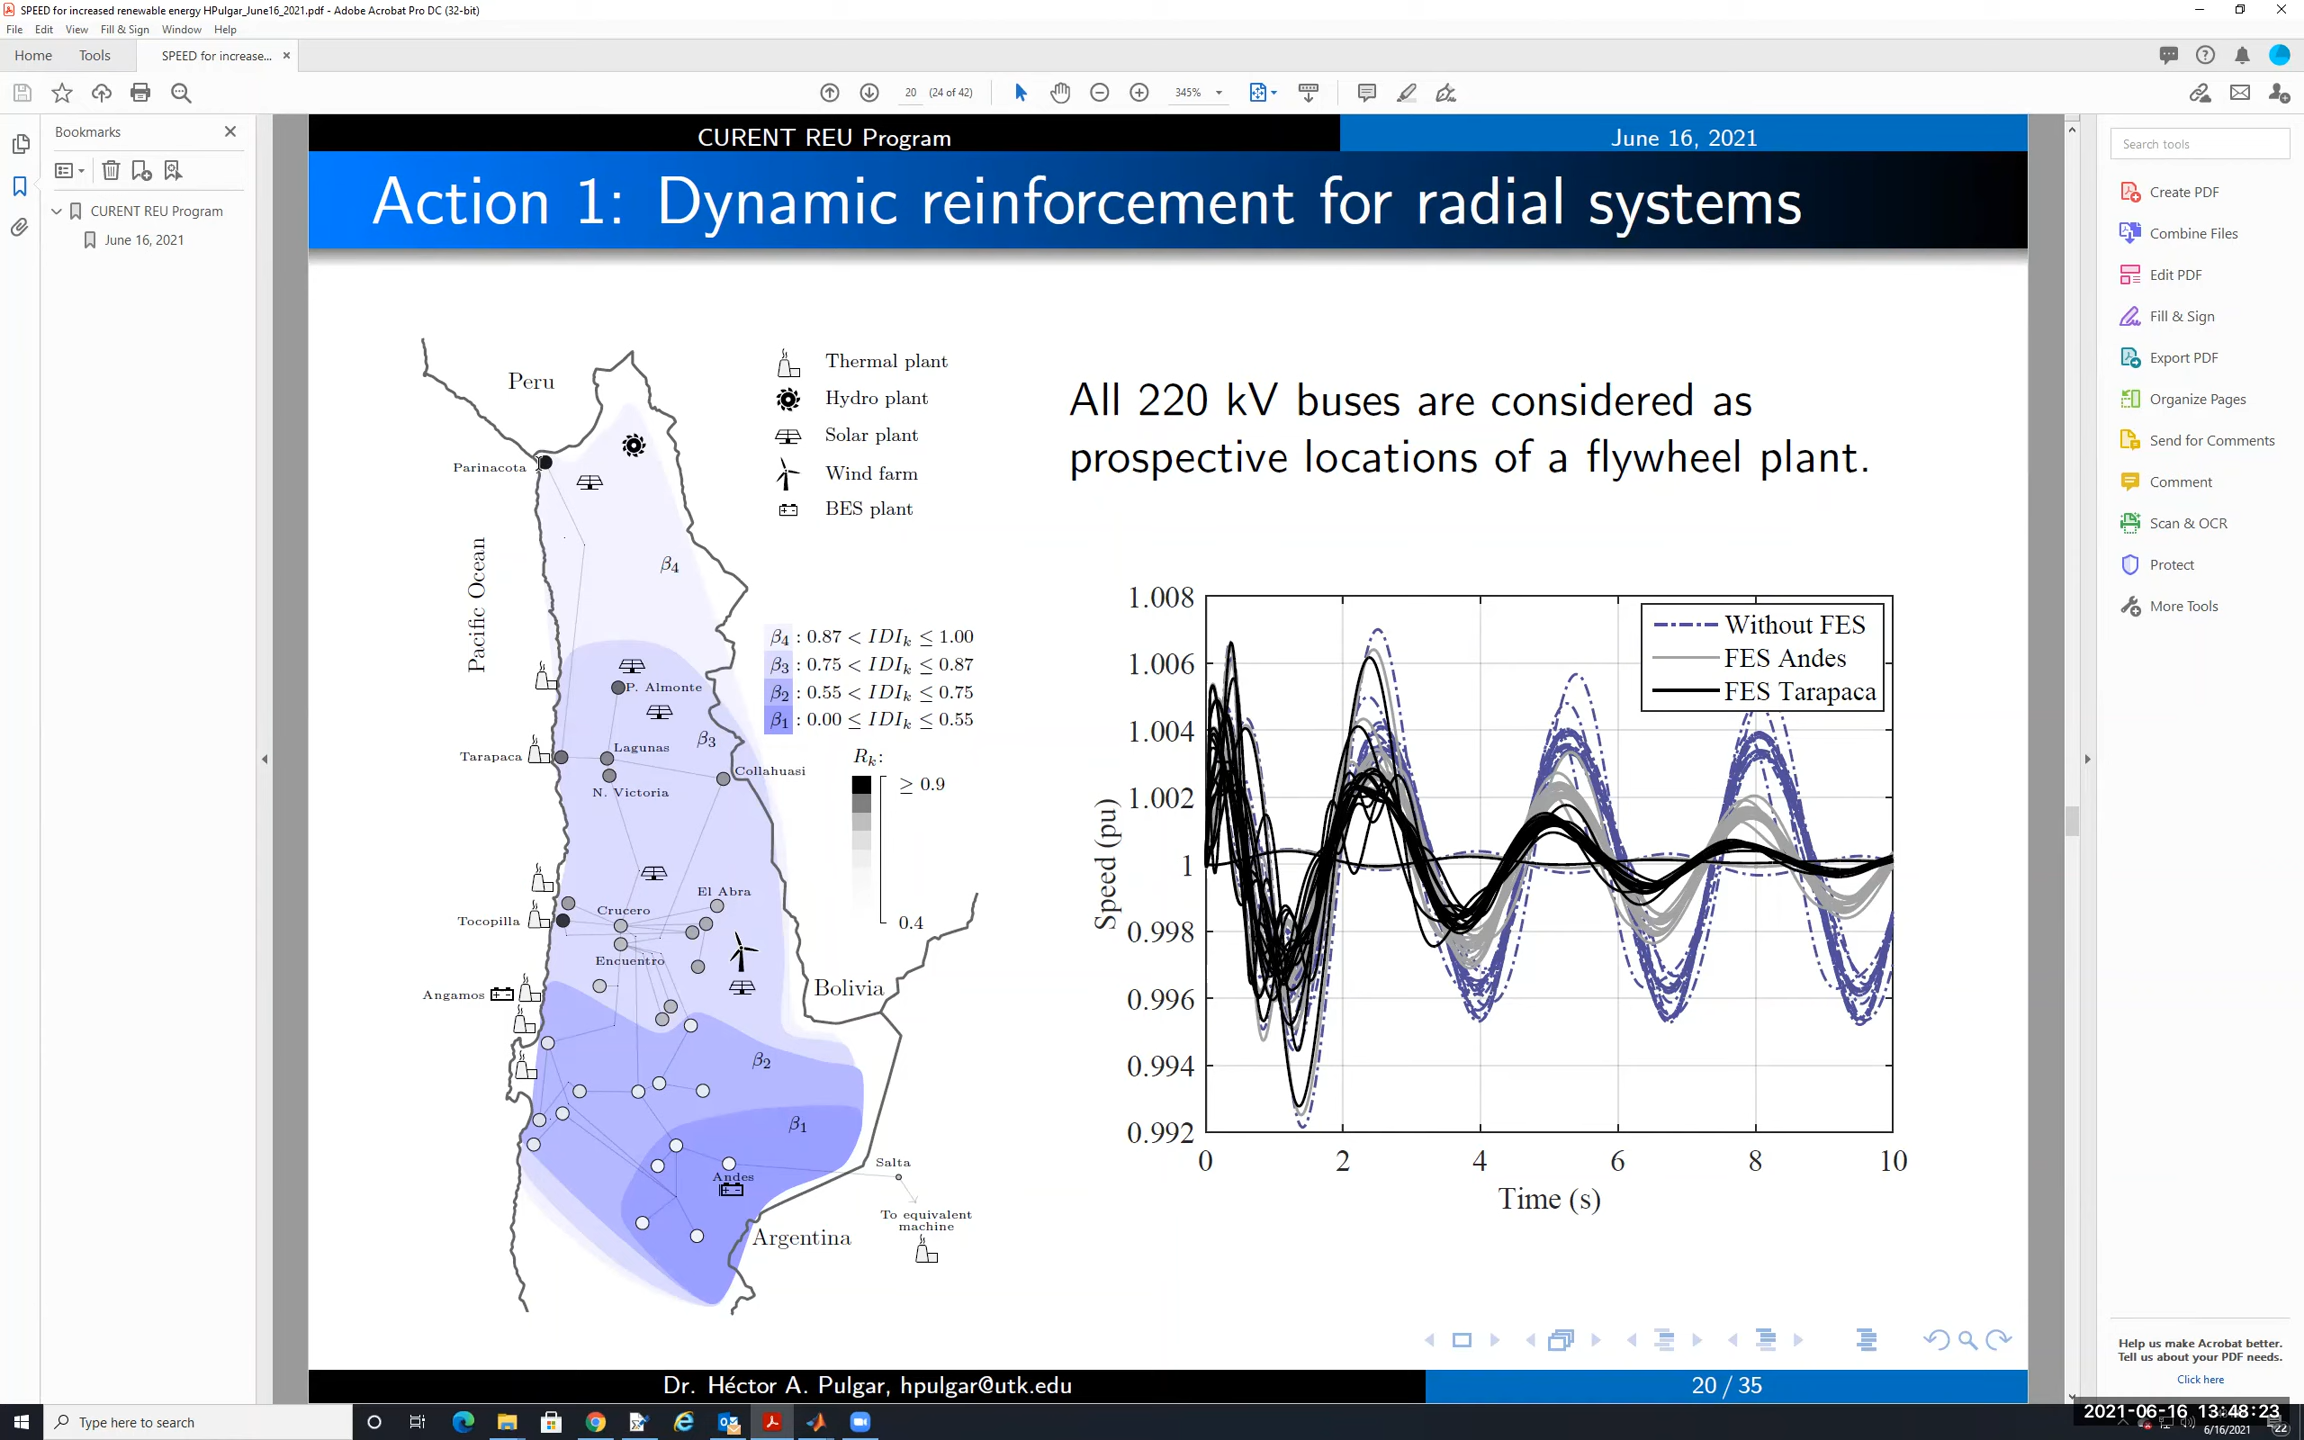 SPEED for increased renewable energy HPulgar_June16_2021.pdf - Adobe Acrobat Pro DC (32-bit)
File Edit View Fill & Sign Window Help
Home Tools SPEED for increase...
20 (24 of 42) 345%
Bookmarks
CURENT REU Program
June 16, 2021
CURENT REU Program June 16, 2021
Action 1: Dynamic reinforcement for radial systems
All 220 kV buses are considered as
prospective locations of a flywheel plant.
Peru
Parinacota
Pacific Ocean
Thermal plant
Hydro plant
Solar plant
Wind farm
BES plant
β4
β4 : 0.87 < IDIk ≤ 1.00
β3 : 0.75 < IDIk ≤ 0.87
β2 : 0.55 < IDIk ≤ 0.75
β1 : 0.00 ≤ IDIk ≤ 0.55
Rk:
≥ 0.9
0.4
P. Almonte
β3
Tarapaca
Lagunas
Collahuasi
N. Victoria
El Abra
Tocopilla
Crucero
Encuentro
Angamos
Bolivia
β2
β1
Andes
Salta
To equivalent
machine
Argentina
1.008
1.006
1.004
1.002
1
0.998
0.996
0.994
0.992
Speed (pu)
0 2 4 6 8 10
Time (s)
Without FES
FES Andes
FES Tarapaca
Dr. Héctor A. Pulgar, hpulgar@utk.edu 20 / 35
Search tools
Create PDF
Combine Files
Edit PDF
Fill & Sign
Export PDF
Organize Pages
Send for Comments
Comment
Scan & OCR
Protect
More Tools
Help us make Acrobat better.
Tell us about your PDF needs.
Click here
Type here to search
2021-06-16 13:48:23
6/16/2021
22